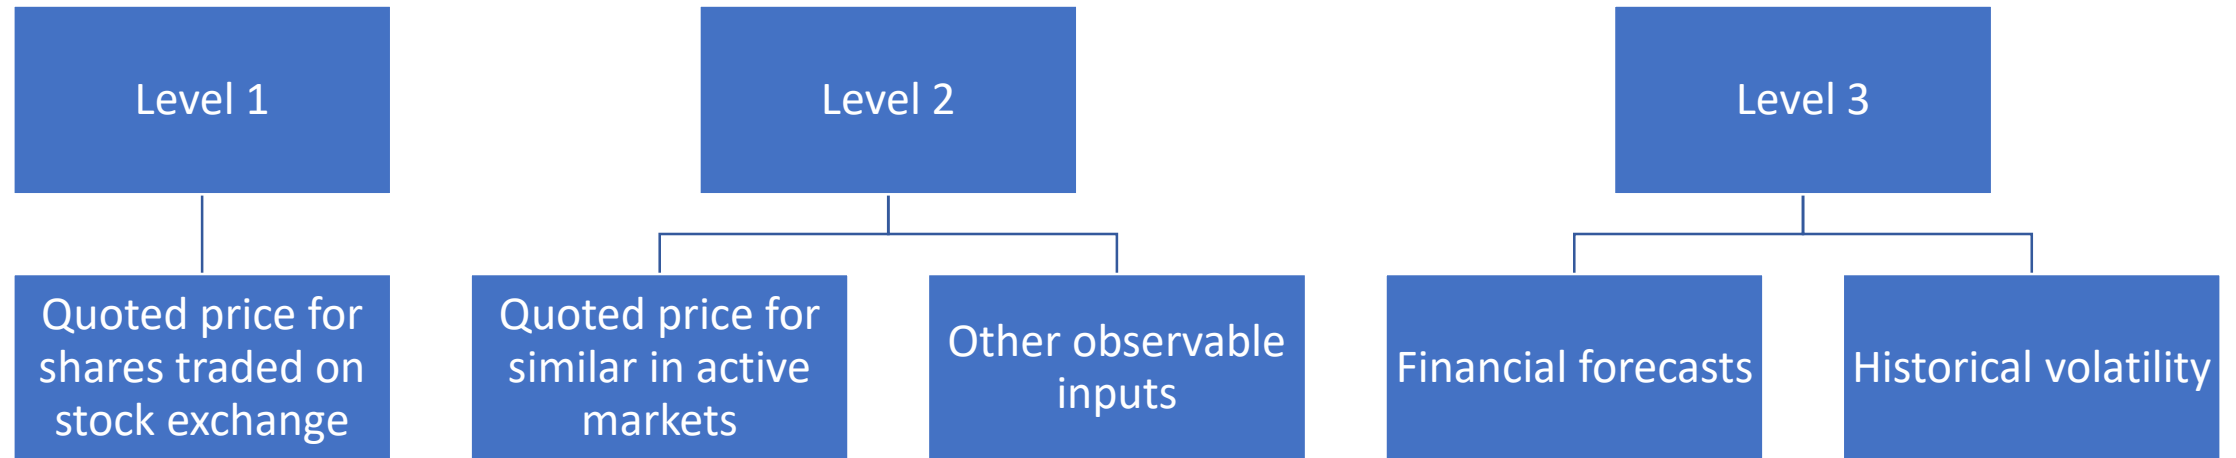 Level 1
Level 2
Level 3
Quoted price for
shares traded on
stock exchange
Quoted price for
similar in active
markets
Other observable
inputs
Financial forecasts
Historical volatility